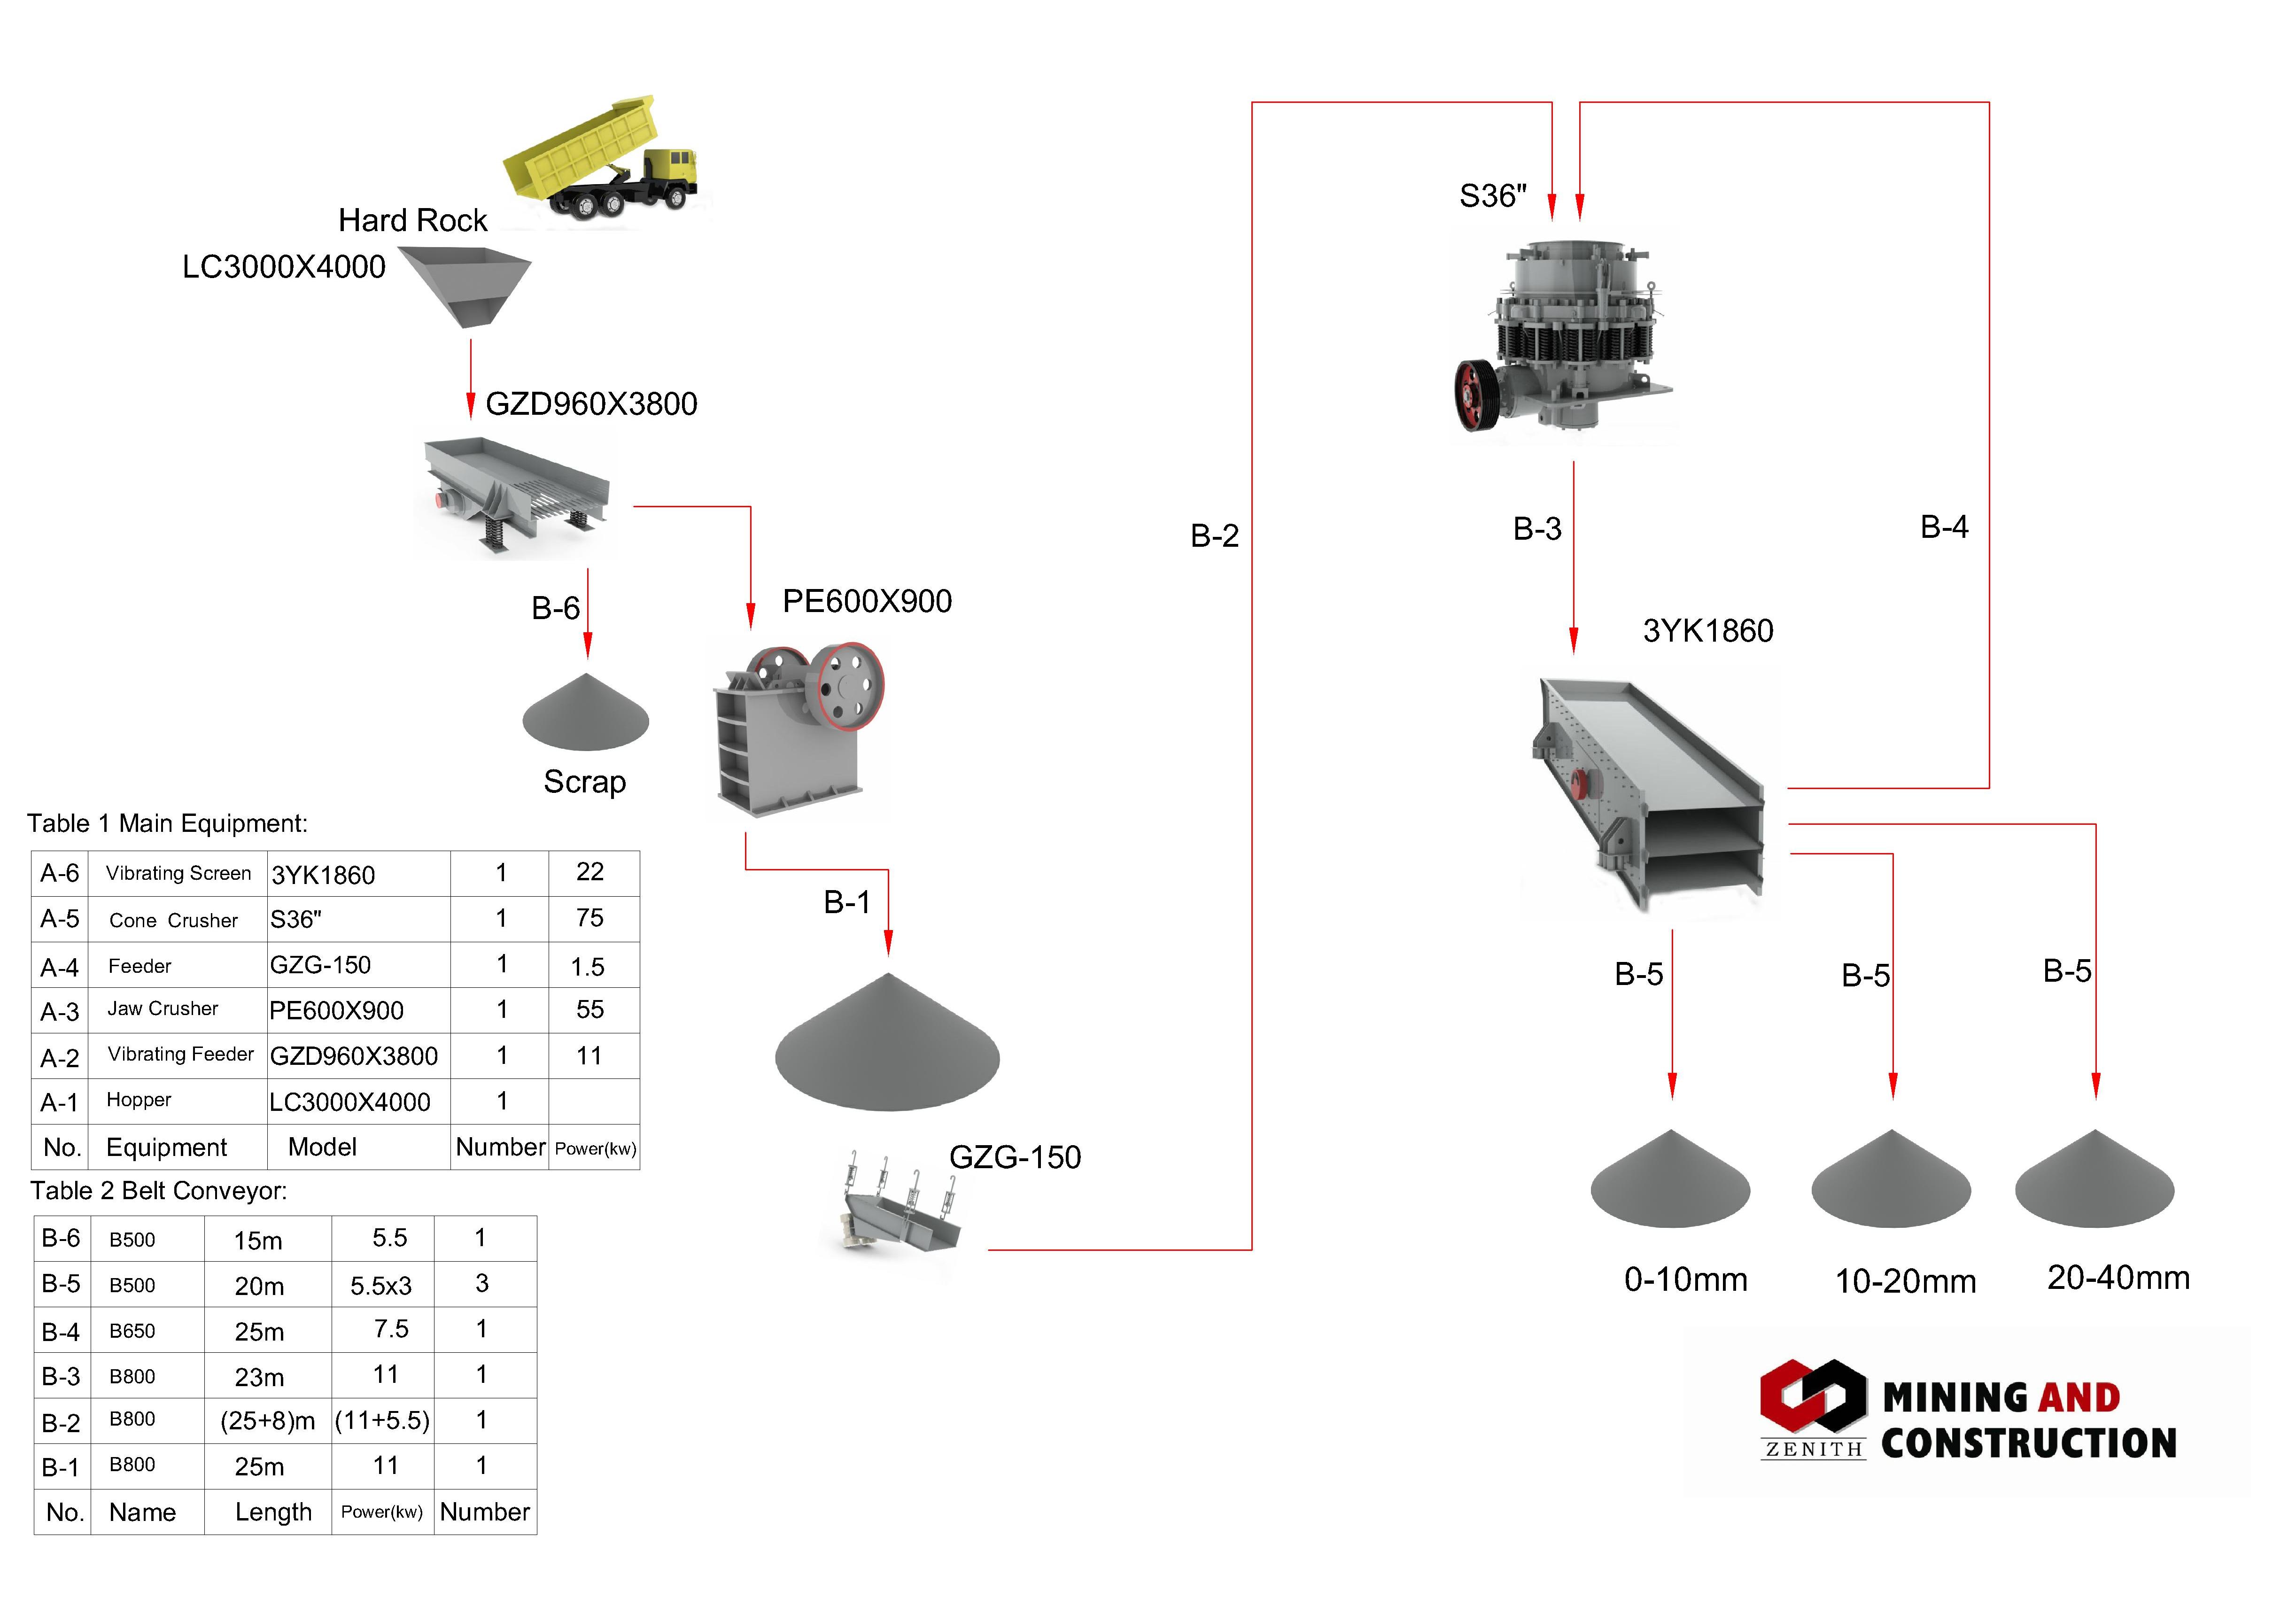 Hard Rock
LC3000X4000
GZD960X3800
B-6
Scrap
PE600X900
B-1
GZG-150
B-2
S36"
B-3
B-4
3YK1860
B-5
B-5
B-5
0-10mm
10-20mm
20-40mm
Table 1 Main Equipment:
A-6 Vibrating Screen 3YK1860 1 22
A-5 Cone Crusher S36" 1 75
A-4 Feeder GZG-150 1 1.5
A-3 Jaw Crusher PE600X900 1 55
A-2 Vibrating Feeder GZD960X3800 1 11
A-1 Hopper LC3000X4000 1
No. Equipment Model Number Power(kw)
Table 2 Belt Conveyor:
B-6 B500 15m 5.5 1
B-5 B500 20m 5.5x3 3
B-4 B650 25m 7.5 1
B-3 B800 23m 11 1
B-2 B800 (25+8)m (11+5.5) 1
B-1 B800 25m 11 1
No. Name Length Power(kw) Number
ZENITH
MINING AND
CONSTRUCTION